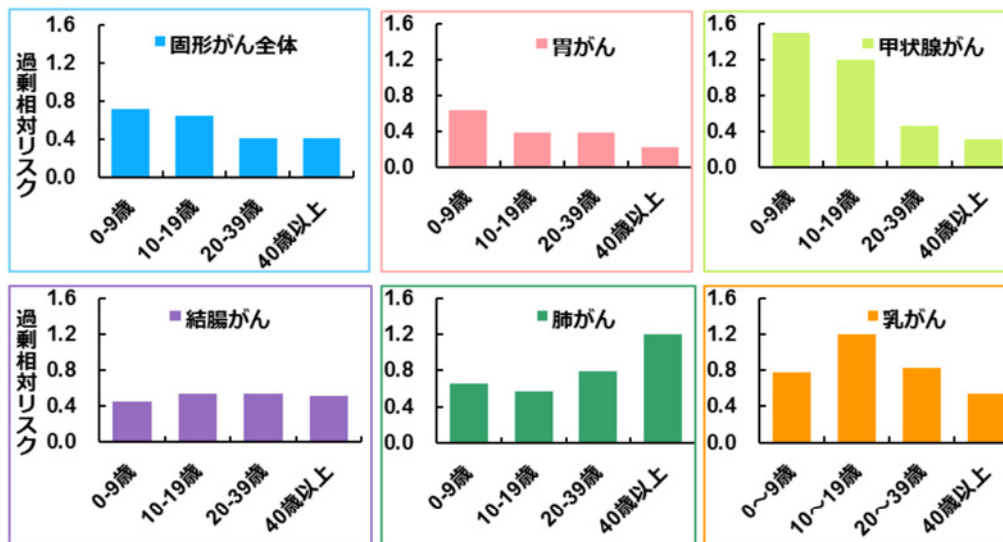 過剰相対リスク
固形がん全体
1.6
1.2
0.8
0.4
0.0
0-9歳
10-19歳
20-39歳
40歳以上
胃がん
1.6
1.2
0.8
0.4
0.0
0-9歳
10-19歳
20-39歳
40歳以上
甲状腺がん
1.6
1.2
0.8
0.4
0.0
0-9歳
10-19歳
20-39歳
40歳以上
過剰相対リスク
結腸がん
1.6
1.2
0.8
0.4
0.0
0-9歳
10-19歳
20-39歳
40歳以上
肺がん
1.6
1.2
0.8
0.4
0.0
0-9歳
10-19歳
20-39歳
40歳以上
乳がん
1.6
1.2
0.8
0.4
0.0
0～9歳
10～19歳
20～39歳
40歳以上